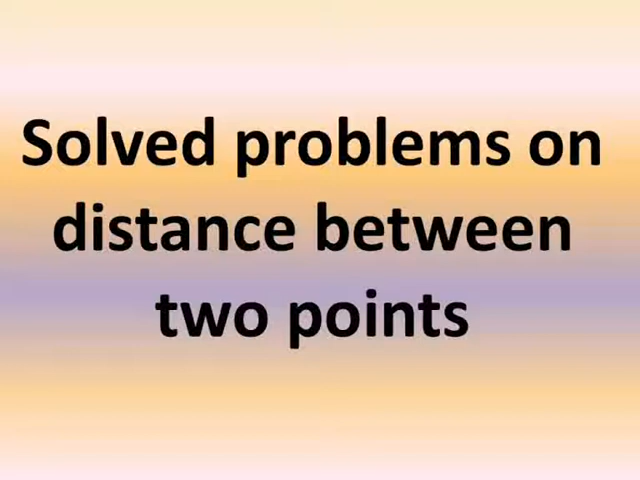 Solved problems on
distance between
two points